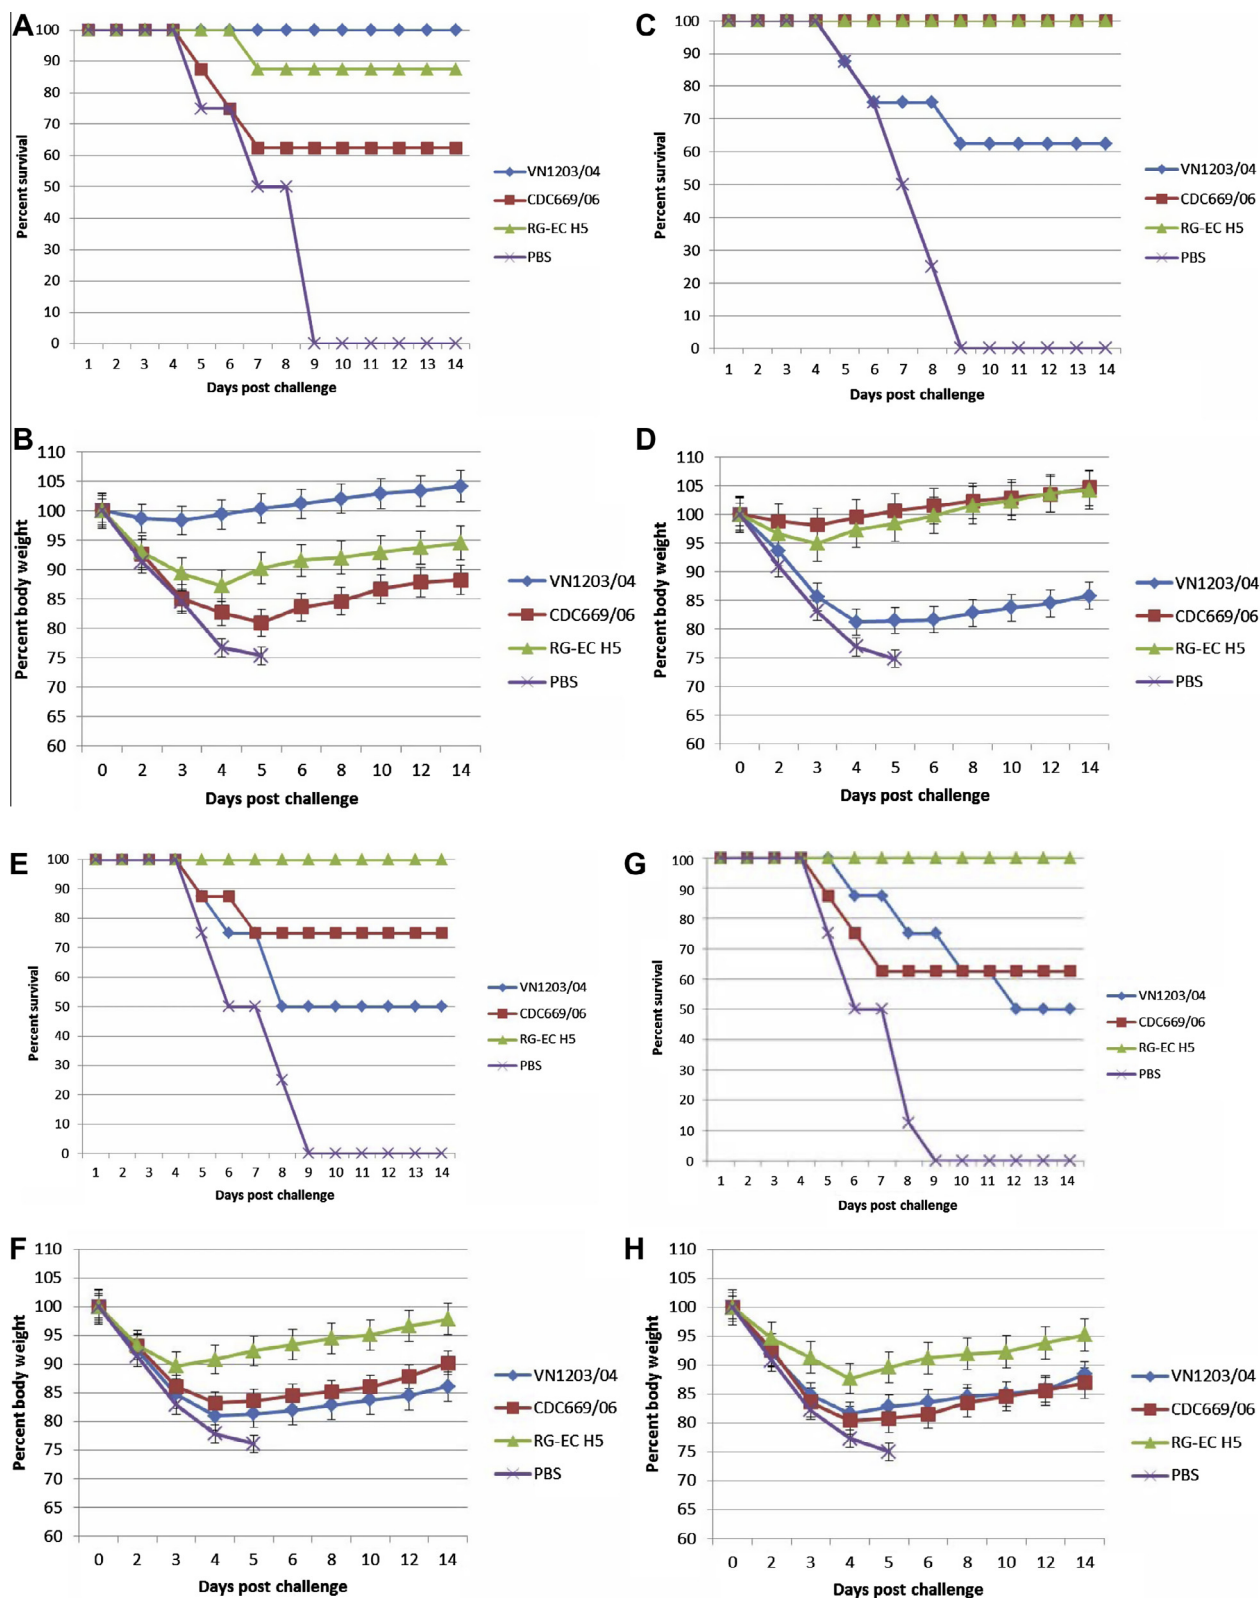 A
Percent survival
100
90
80
70
60
50
40
30
20
10
0
1 2 3 4 5 6 7 8 9 10 11 12 13 14
Days post challenge
VN1203/04
CDC669/06
RG-EC H5
PBS
C
Percent survival
100
90
80
70
60
50
40
30
20
10
0
1 2 3 4 5 6 7 8 9 10 11 12 13 14
Days post challenge
VN1203/04
CDC669/06
RG-EC H5
PBS
B
Percent body weight
110
105
100
95
90
85
80
75
70
65
60
0 2 3 4 5 6 8 10 12 14
Days post challenge
VN1203/04
CDC669/06
RG-EC H5
PBS
D
Percent body weight
110
105
100
95
90
85
80
75
70
65
60
0 2 3 4 5 6 8 10 12 14
Days post challenge
VN1203/04
CDC669/06
RG-EC H5
PBS
E
Percent survival
100
90
80
70
60
50
40
30
20
10
0
1 2 3 4 5 6 7 8 9 10 11 12 13 14
Days post challenge
VN1203/04
CDC669/06
RG-EC H5
PBS
G
Percent survival
100
90
80
70
60
50
40
30
20
10
0
1 2 3 4 5 6 7 8 9 10 11 12 13 14
Days post challenge
VN1203/04
CDC669/06
RG-EC H5
PBS
F
Percent body weight
110
105
100
95
90
85
80
75
70
65
60
0 2 3 4 5 6 8 10 12 14
Days post challenge
VN1203/04
CDC669/06
RG-EC H5
PBS
H
Percent body weight
110
105
100
95
90
85
80
75
70
65
60
0 2 3 4 5 6 8 10 12 14
Days post challenge
VN1203/04
CDC669/06
RG-EC H5
PBS